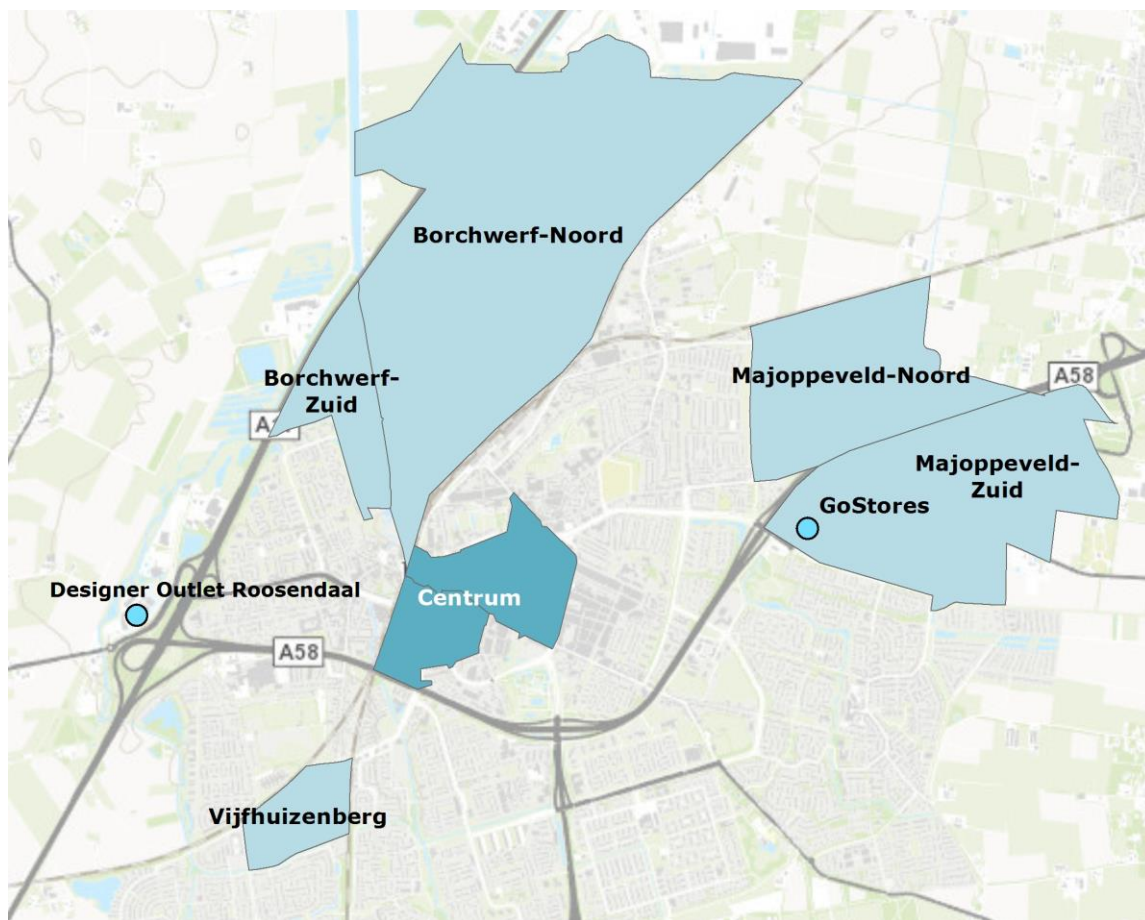 Borchwerf-Noord
Borchwerf-
Zuid
Majoppeveld-Noord
A58
Majoppeveld-
Zuid
GoStores
Designer Outlet Roosendaal
Centrum
A58
Vijfhuizenberg